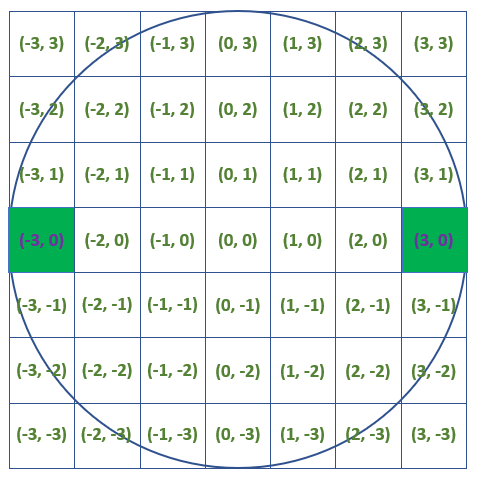 (-3, 3) (-2, 3) (-1, 3) (0, 3) (1, 3) (2, 3) (3, 3)
(-3, 2) (-2, 2) (-1, 2) (0, 2) (1, 2) (2, 2) (3, 2)
(-3, 1) (-2, 1) (-1, 1) (0, 1) (1, 1) (2, 1) (3, 1)
(-3, 0) (-2, 0) (-1, 0) (0, 0) (1, 0) (2, 0) (3, 0)
(-3, -1) (-2, -1) (-1, -1) (0, -1) (1, -1) (2, -1) (3, -1)
(-3, -2) (-2, -2) (-1, -2) (0, -2) (1, -2) (2, -2) (3, -2)
(-3, -3) (-2, -3) (-1, -3) (0, -3) (1, -3) (2, -3) (3, -3)